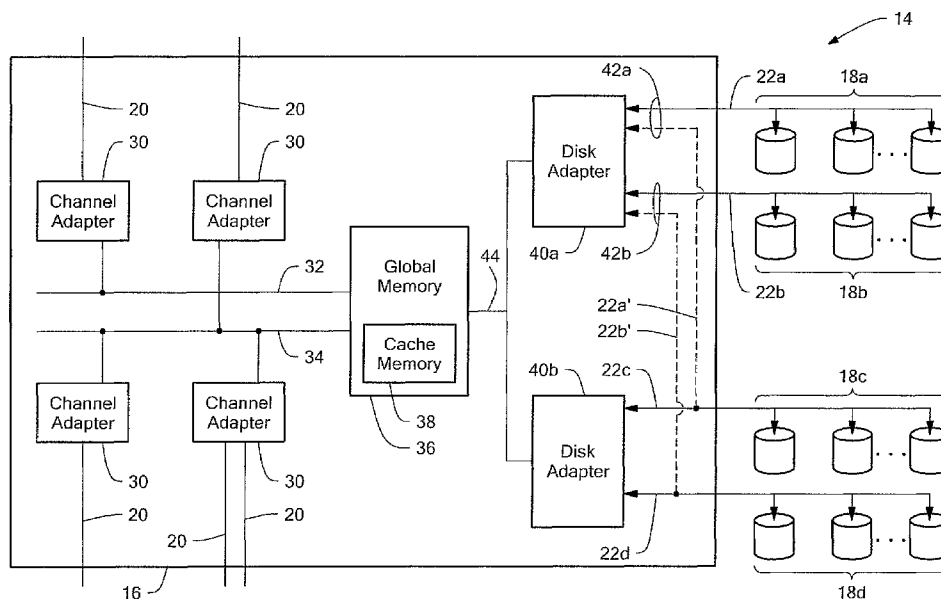 14
42a
22a
18a
20
20
30
30
Channel
Adapter
Channel
Adapter
Disk
Adapter
40a
42b
22b
18b
32
Global
Memory
44
22a'
22b'
34
Cache
Memory
38
36
40b
22c
18c
Channel
Adapter
Channel
Adapter
Disk
Adapter
30
30
20
20
20
22d
18d
16